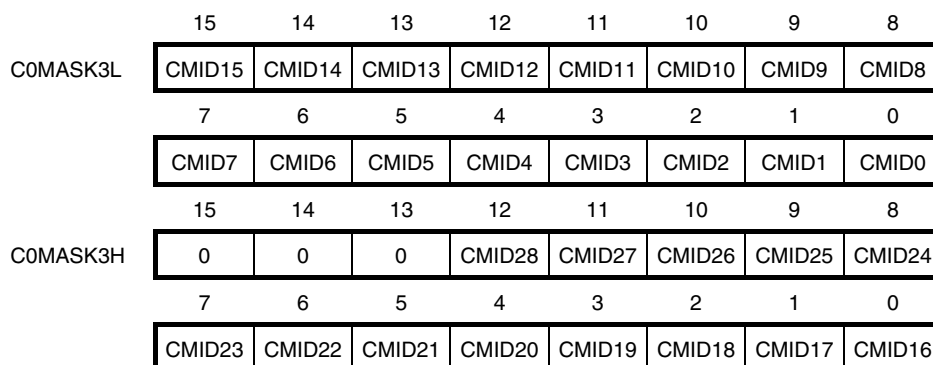 15 14 13 12 11 10 9 8
C0MASK3L CMID15 CMID14 CMID13 CMID12 CMID11 CMID10 CMID9 CMID8
7 6 5 4 3 2 1 0
CMID7 CMID6 CMID5 CMID4 CMID3 CMID2 CMID1 CMID0
15 14 13 12 11 10 9 8
C0MASK3H 0 0 0 CMID28 CMID27 CMID26 CMID25 CMID24
7 6 5 4 3 2 1 0
CMID23 CMID22 CMID21 CMID20 CMID19 CMID18 CMID17 CMID16